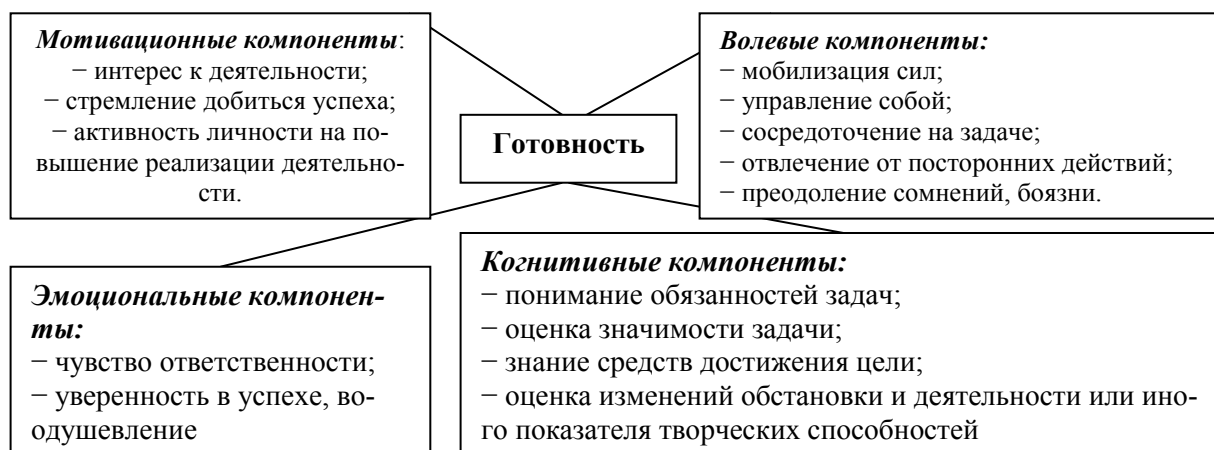 Мотивационные компоненты:
− интерес к деятельности;
− стремление добиться успеха;
− активность личности на по-
вышение реализации деятельно-
сти.
Готовность
Волевые компоненты:
− мобилизация сил;
− управление собой;
− сосредоточение на задаче;
− отвлечение от посторонних действий;
− преодоление сомнений, боязни.
Эмоциональные компонен-
ты:
− чувство ответственности;
− уверенность в успехе, во-
одушевление
Когнитивные компоненты:
− понимание обязанностей задач;
− оценка значимости задачи;
− знание средств достижения цели;
− оценка изменений обстановки и деятельности или ино-
го показателя творческих способностей